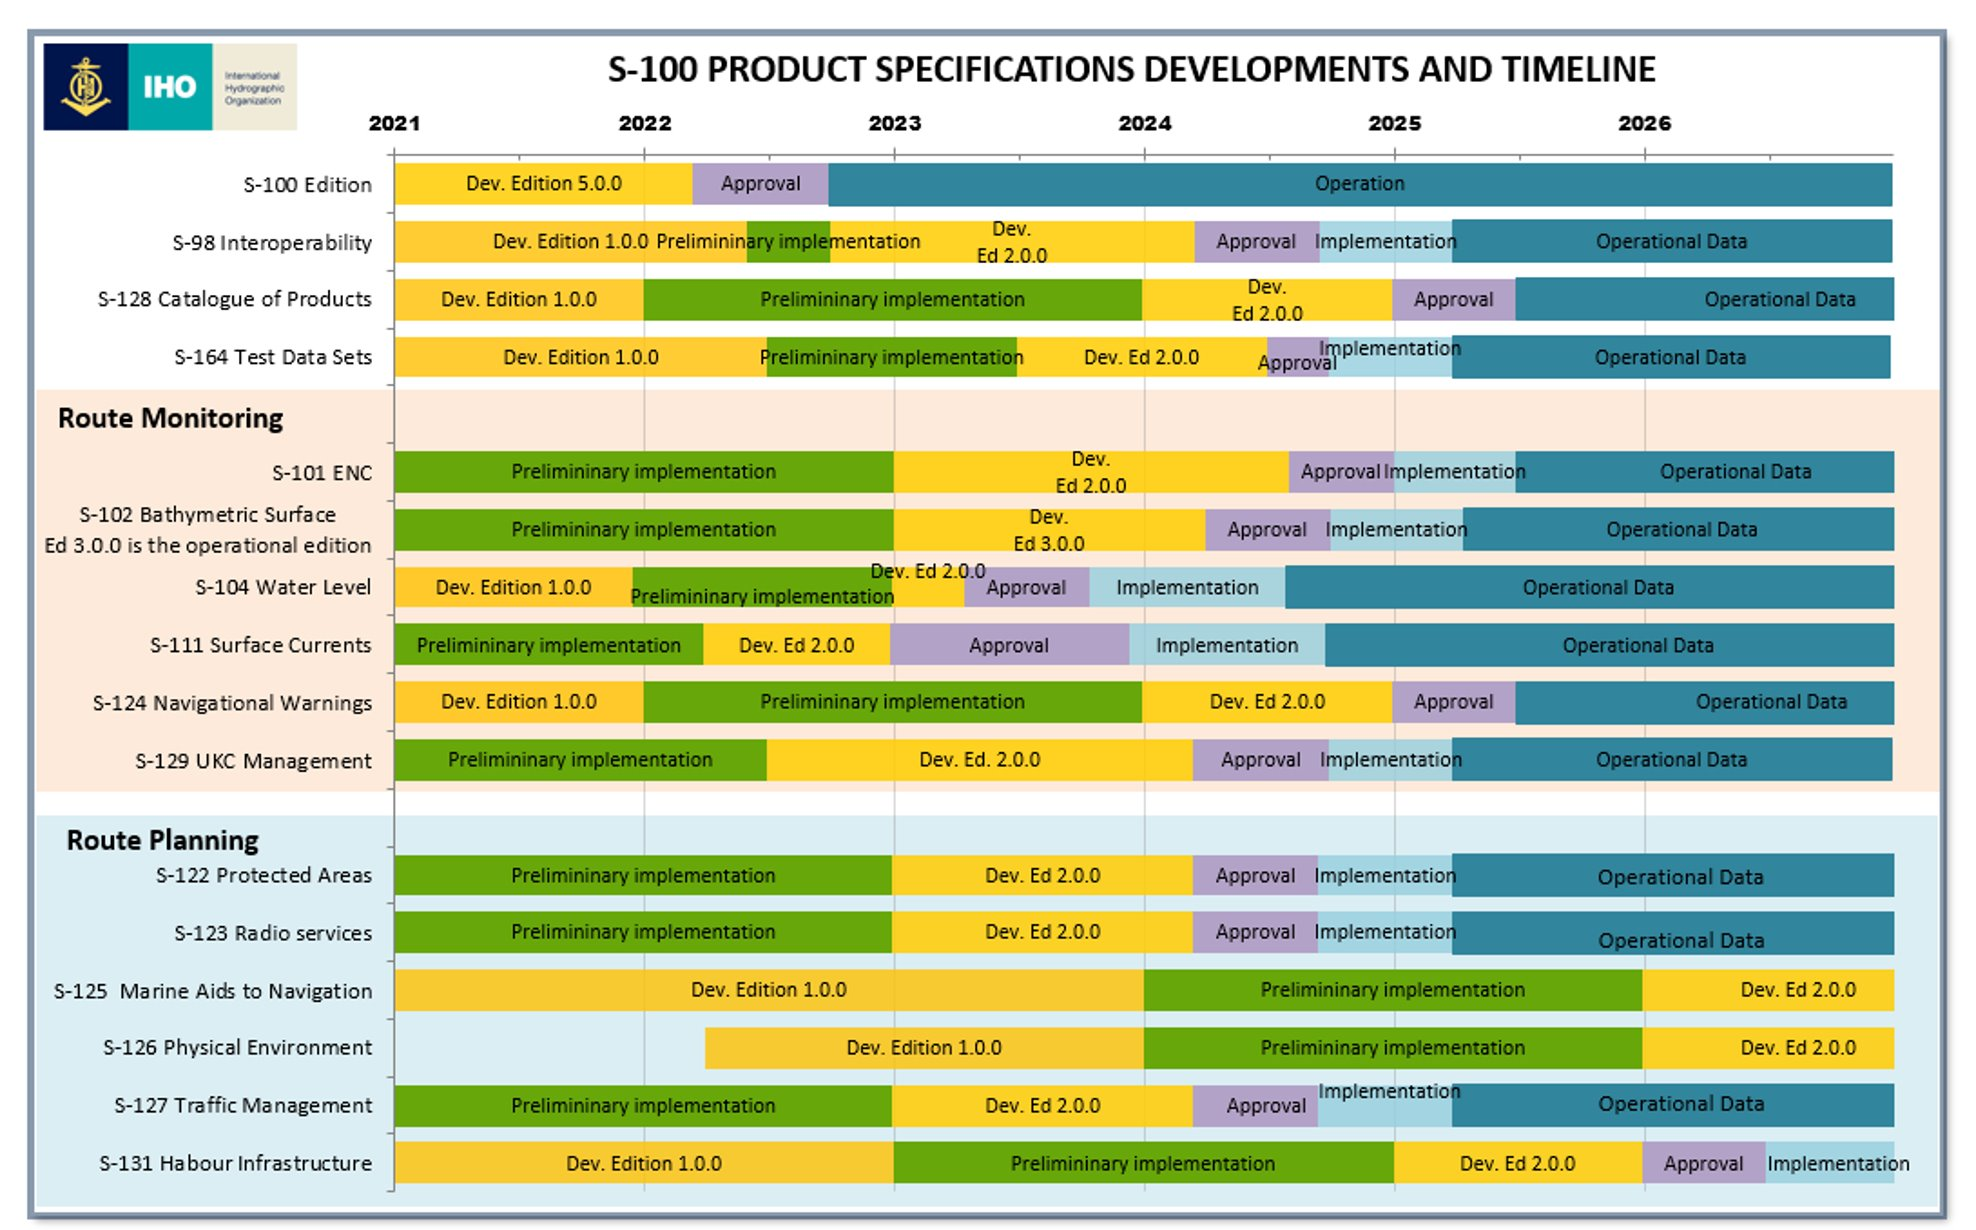 IHO
International
Hydrographic
Organization
S-100 PRODUCT SPECIFICATIONS DEVELOPMENTS AND TIMELINE
2021 2022 2023 2024 2025 2026
S-100 Edition Dev. Edition 5.0.0 Approval Operation
S-98 Interoperability Dev. Edition 1.0.0 Prelimininary implementation Dev. Ed 2.0.0 Approval Implementation Operational Data
S-128 Catalogue of Products Dev. Edition 1.0.0 Prelimininary implementation Dev. Ed 2.0.0 Approval Operational Data
S-164 Test Data Sets Dev. Edition 1.0.0 Prelimininary implementation Dev. Ed 2.0.0 Approval Implementation Operational Data
Route Monitoring
S-101 ENC Prelimininary implementation Dev. Ed 2.0.0 Approval Implementation Operational Data
S-102 Bathymetric Surface
Ed 3.0.0 is the operational edition Prelimininary implementation Dev. Ed 3.0.0 Approval Implementation Operational Data
S-104 Water Level Dev. Edition 1.0.0 Prelimininary implementation Dev. Ed 2.0.0 Approval Implementation Operational Data
S-111 Surface Currents Prelimininary implementation Dev. Ed 2.0.0 Approval Implementation Operational Data
S-124 Navigational Warnings Dev. Edition 1.0.0 Prelimininary implementation Dev. Ed 2.0.0 Approval Operational Data
S-129 UKC Management Prelimininary implementation Dev. Ed. 2.0.0 Approval Implementation Operational Data
Route Planning
S-122 Protected Areas Prelimininary implementation Dev. Ed 2.0.0 Approval Implementation Operational Data
S-123 Radio services Prelimininary implementation Dev. Ed 2.0.0 Approval Implementation Operational Data
S-125 Marine Aids to Navigation Dev. Edition 1.0.0 Prelimininary implementation Dev. Ed 2.0.0
S-126 Physical Environment Dev. Edition 1.0.0 Prelimininary implementation Dev. Ed 2.0.0
S-127 Traffic Management Prelimininary implementation Dev. Ed 2.0.0 Approval Implementation Operational Data
S-131 Habour Infrastructure Dev. Edition 1.0.0 Prelimininary implementation Dev. Ed 2.0.0 Approval Implementation